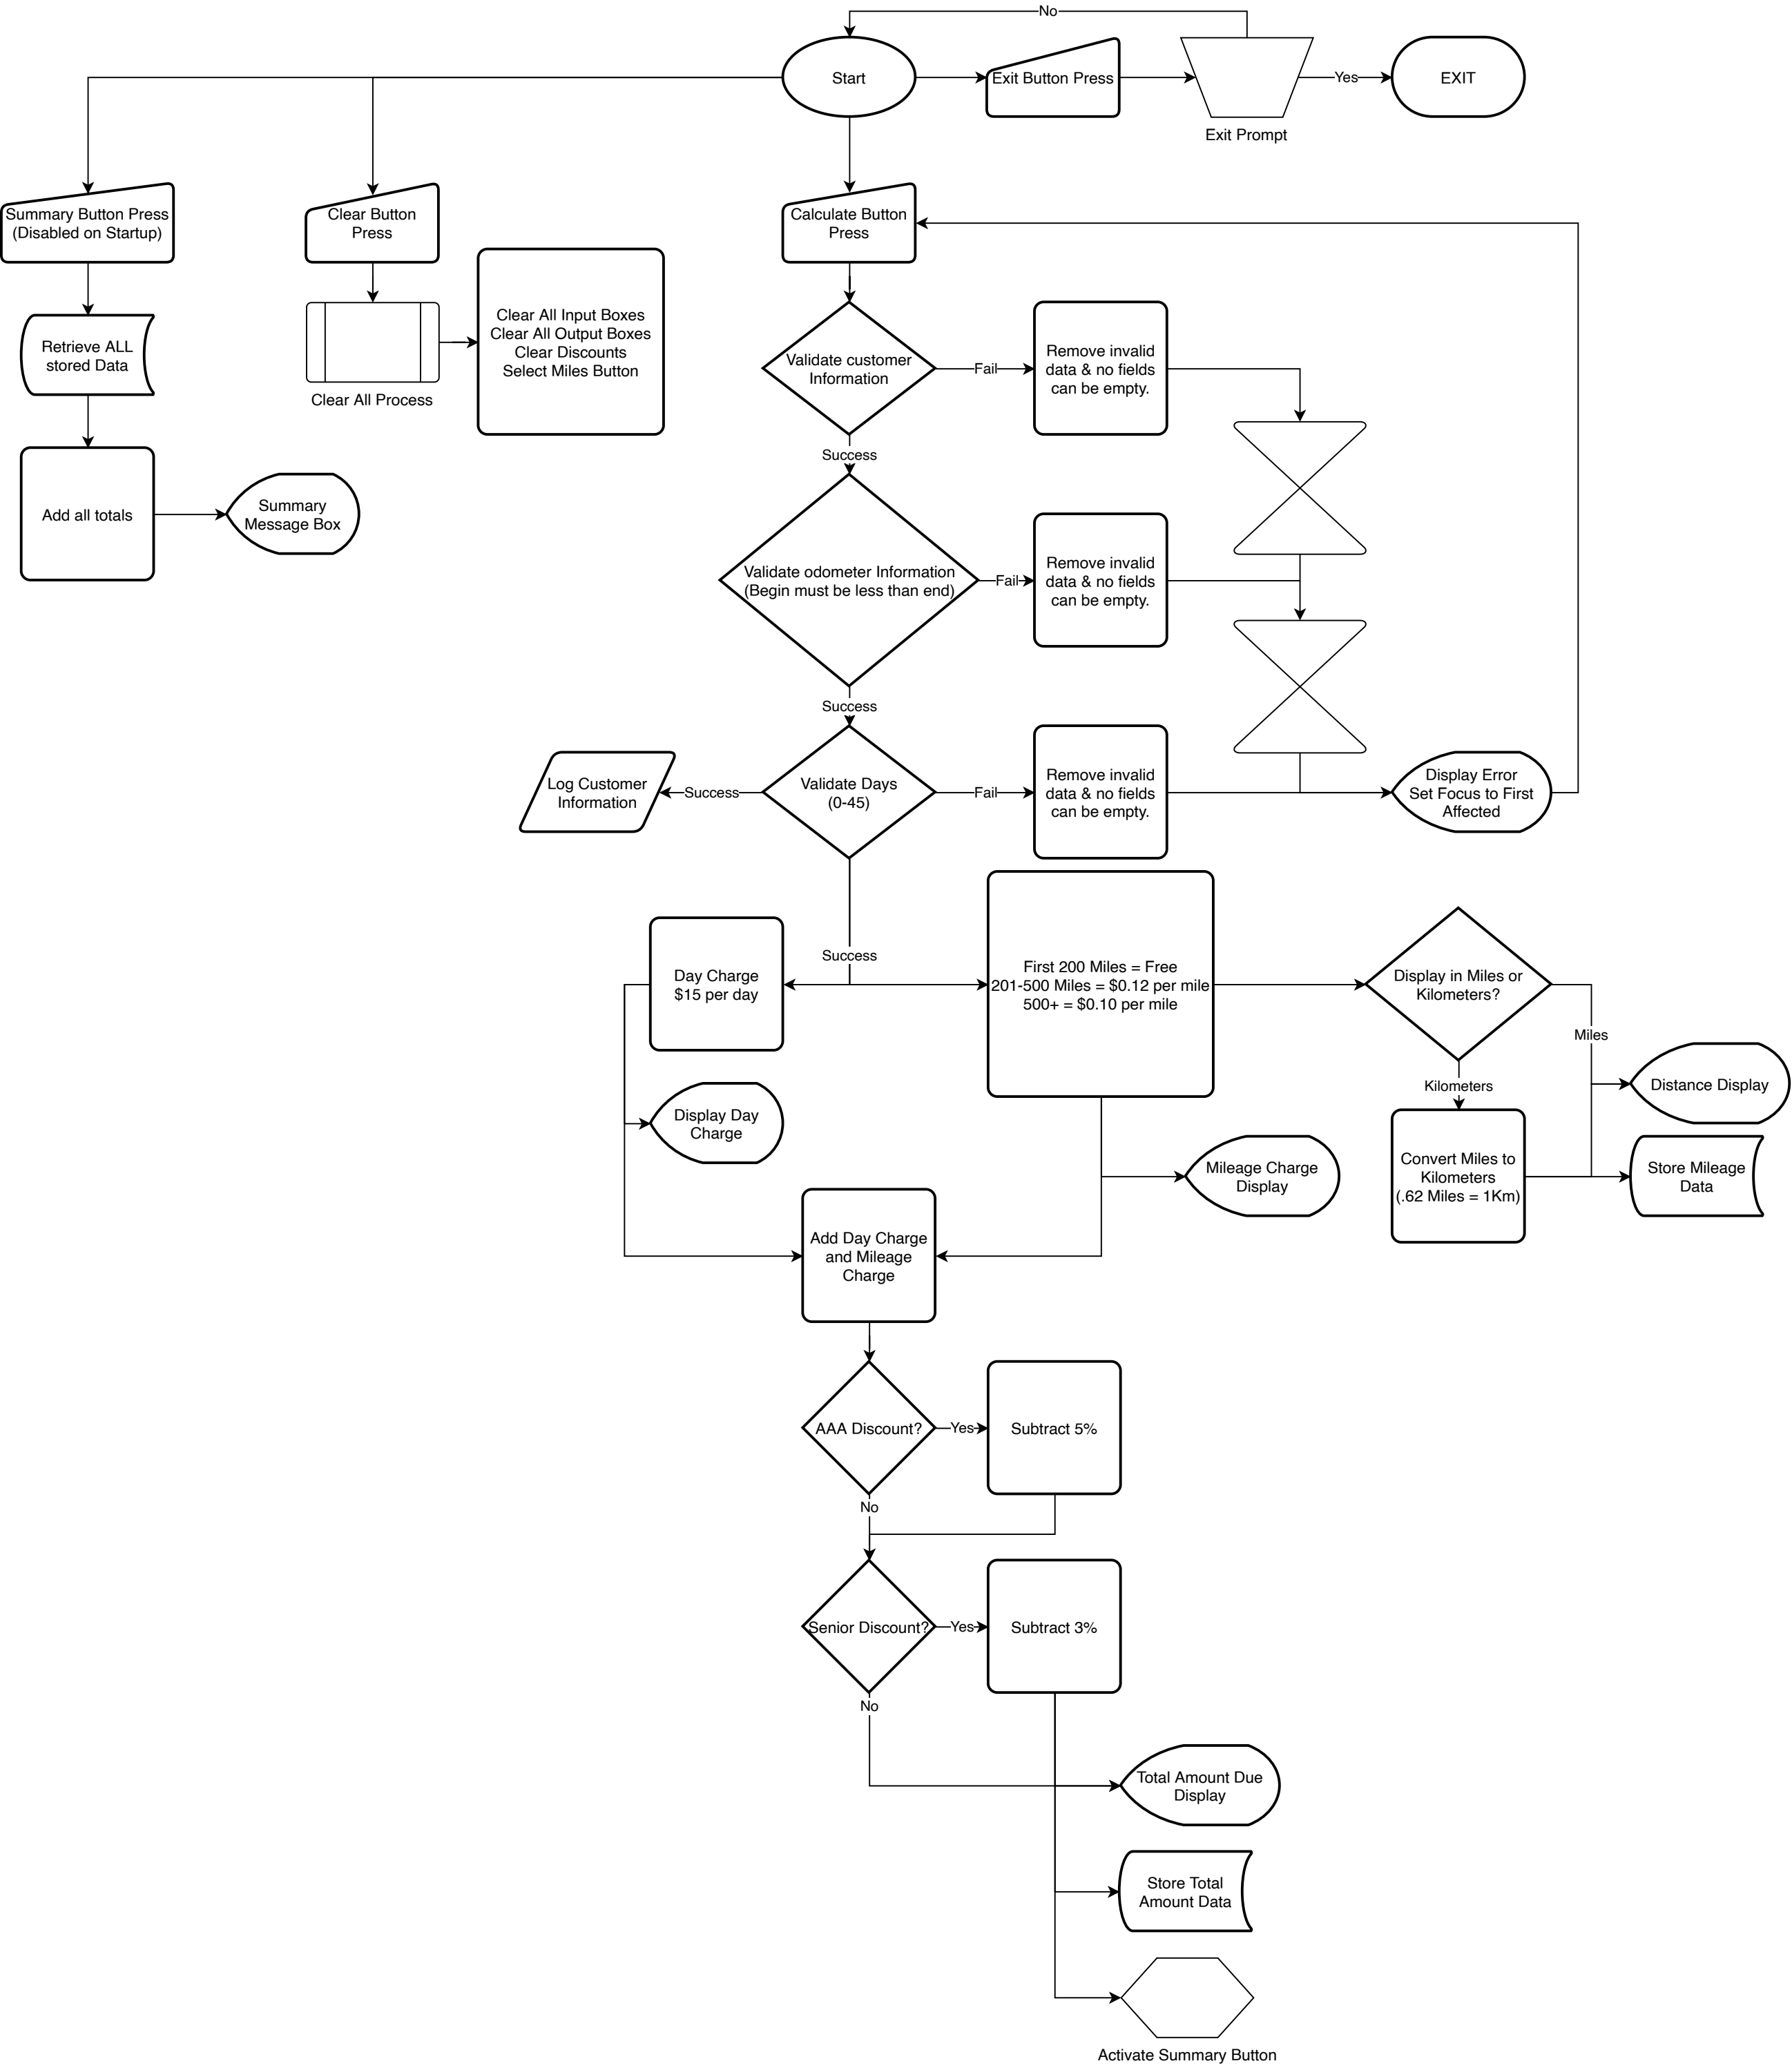 No
Start
Exit Button Press
Yes
EXIT
Exit Prompt
Summary Button Press
(Disabled on Startup)
Clear Button
Press
Calculate Button
Press
Retrieve ALL
stored Data
Clear All Process
Clear All Input Boxes
Clear All Output Boxes
Clear Discounts
Select Miles Button
Validate customer
Information
Fail
Remove invalid
data & no fields
can be empty.
Success
Add all totals
Summary
Message Box
Validate odometer Information
(Begin must be less than end)
Fail
Remove invalid
data & no fields
can be empty.
Success
Log Customer
Information
Success
Validate Days
(0-45)
Fail
Remove invalid
data & no fields
can be empty.
Display Error
Set Focus to First
Affected
Success
Day Charge
$15 per day
First 200 Miles = Free
201-500 Miles = $0.12 per mile
500+ = $0.10 per mile
Display in Miles or
Kilometers?
Miles
Kilometers
Distance Display
Display Day
Charge
Mileage Charge
Display
Convert Miles to
Kilometers
(.62 Miles = 1Km)
Store Mileage
Data
Add Day Charge
and Mileage
Charge
AAA Discount?
Yes
Subtract 5%
No
Senior Discount?
Yes
Subtract 3%
No
Total Amount Due
Display
Store Total
Amount Data
Activate Summary Button